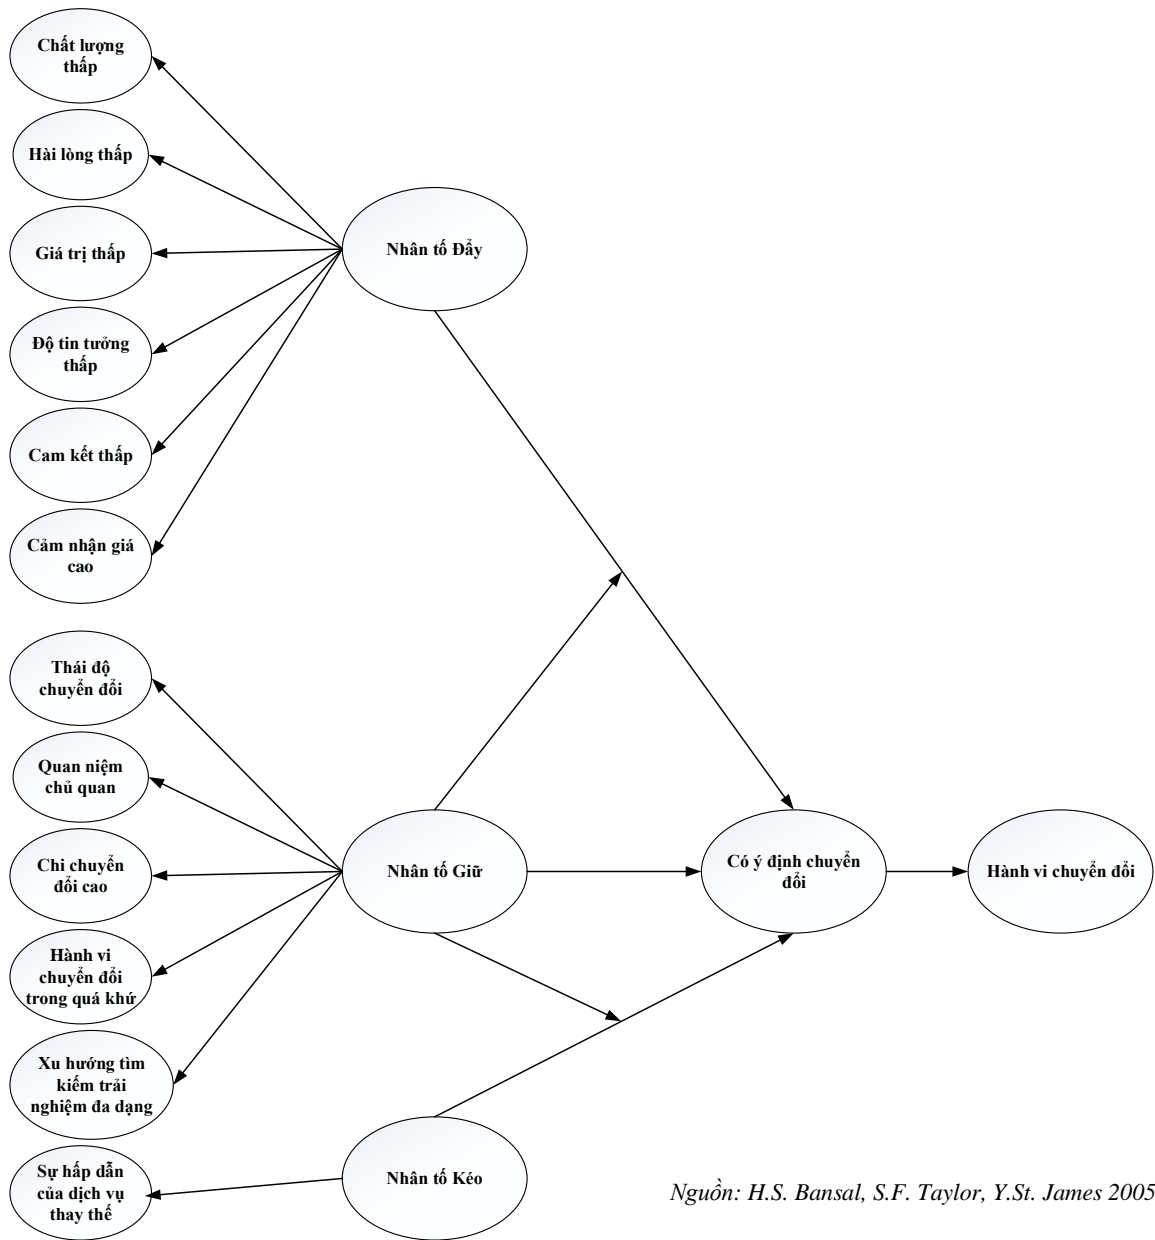 Chất lượng
thấp
Hài lòng thấp
Giá trị thấp
Độ tin tưởng
thấp
Cam kết thấp
Cảm nhận giá
cao
Nhân tố Đẩy
Thái độ
chuyển đổi
Quan niệm
chủ quan
Chi chuyển
đổi cao
Hành vi
chuyển đổi
trong quá khứ
Xu hướng tìm
kiếm trải
nghiệm đa dạng
Nhân tố Giữ
Có ý định chuyển
đổi
Hành vi chuyển đổi
Sự hấp dẫn
của dịch vụ
thay thế
Nhân tố Kéo
Nguồn: H.S. Bansal, S.F. Taylor, Y.St. James 2005